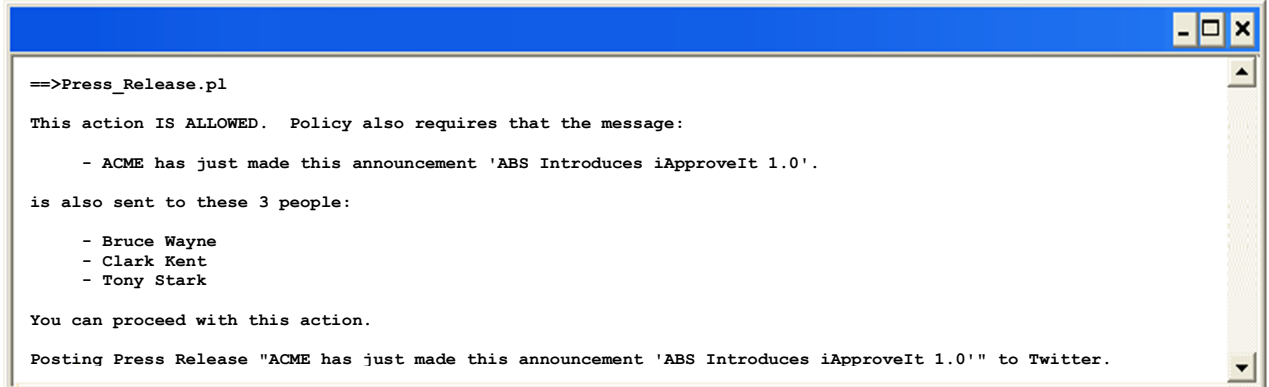 ==>Press_Release.pl
This action IS ALLOWED.  Policy also requires that the message:
- ACME has just made this announcement 'ABS Introduces iApproveIt 1.0'.
is also sent to these 3 people:
- Bruce Wayne
- Clark Kent
- Tony Stark
You can proceed with this action.
Posting Press Release "ACME has just made this announcement 'ABS Introduces iApproveIt 1.0'" to Twitter.